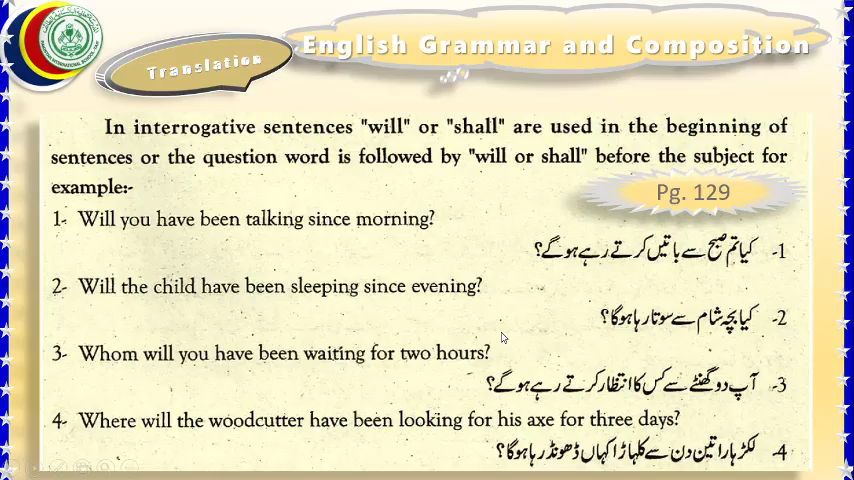 English Grammar and Composition
Translation
In interrogative sentences "will" or "shall" are used in the beginning of
sentences or the question word is followed by "will or shall" before the subject for
example:-
Pg. 129
1- Will you have been talking since morning?
1- کیا تم صبح سے باتیں کرتے رہے ہوگے؟
2- Will the child have been sleeping since evening?
2- کیا بچہ شام سے سوتا رہا ہوگا؟
3- Whom will you have been waiting for two hours?
3- آپ دو گھنٹے سے کس کا انتظار کرتے رہے ہوگے؟
4- Where will the woodcutter have been looking for his axe for three days?
4- لکڑہارا تین دن سے کلہاڑا کہاں ڈھونڈ رہا ہوگا؟